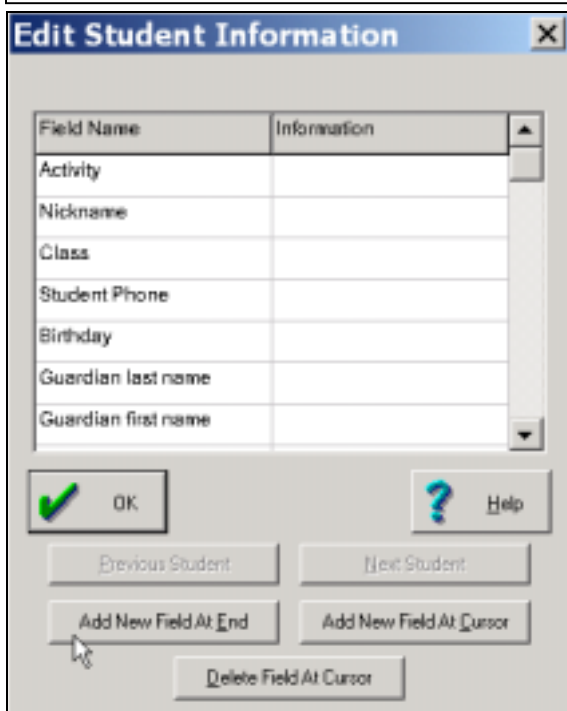 Edit Student Information
Field Name Information
Activity
Nickname
Class
Student Phone
Birthday
Guardian last name
Guardian first name
OK Help
Previous Student Next Student
Add New Field At End Add New Field At Cursor
Delete Field At Cursor